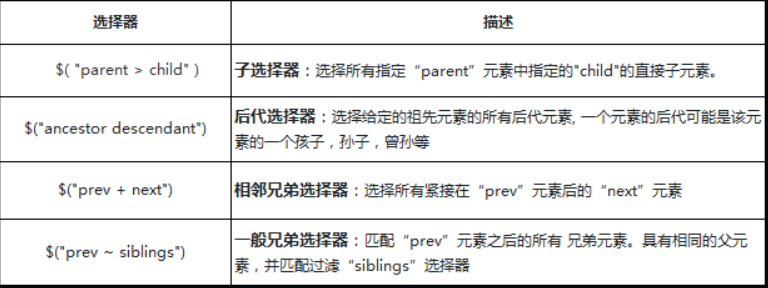 选择器 描述
$( "parent > child" ) 子选择器：选择所有指定“parent”元素中指定的"child"的直接子元素。
$("ancestor descendant") 后代选择器：选择给定的祖先元素的所有后代元素, 一个元素的后代可能是该元
素的一个孩子，孙子，曾孙等
$("prev + next") 相邻兄弟选择器：选择所有紧接在“prev”元素后的“next”元素
$("prev ~ siblings") 一般兄弟选择器：匹配“prev”元素之后的所有 兄弟元素。具有相同的父元
素，并匹配过滤“siblings”选择器